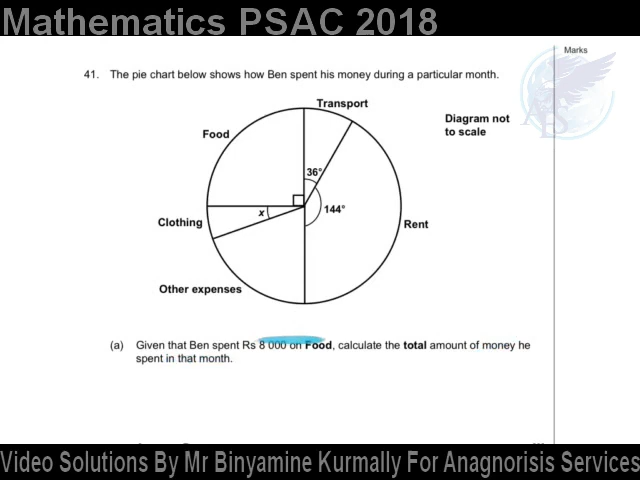 Mathematics PSAC 2018
Marks
41. The pie chart below shows how Ben spent his money during a particular month.
Transport
Diagram not
to scale
Food
36°
x
144°
Clothing
Rent
Other expenses
(a) Given that Ben spent Rs 8 000 on Food, calculate the total amount of money he
spent in that month.
Video Solutions By Mr Binyamine Kurmally For Anagnorisis Services